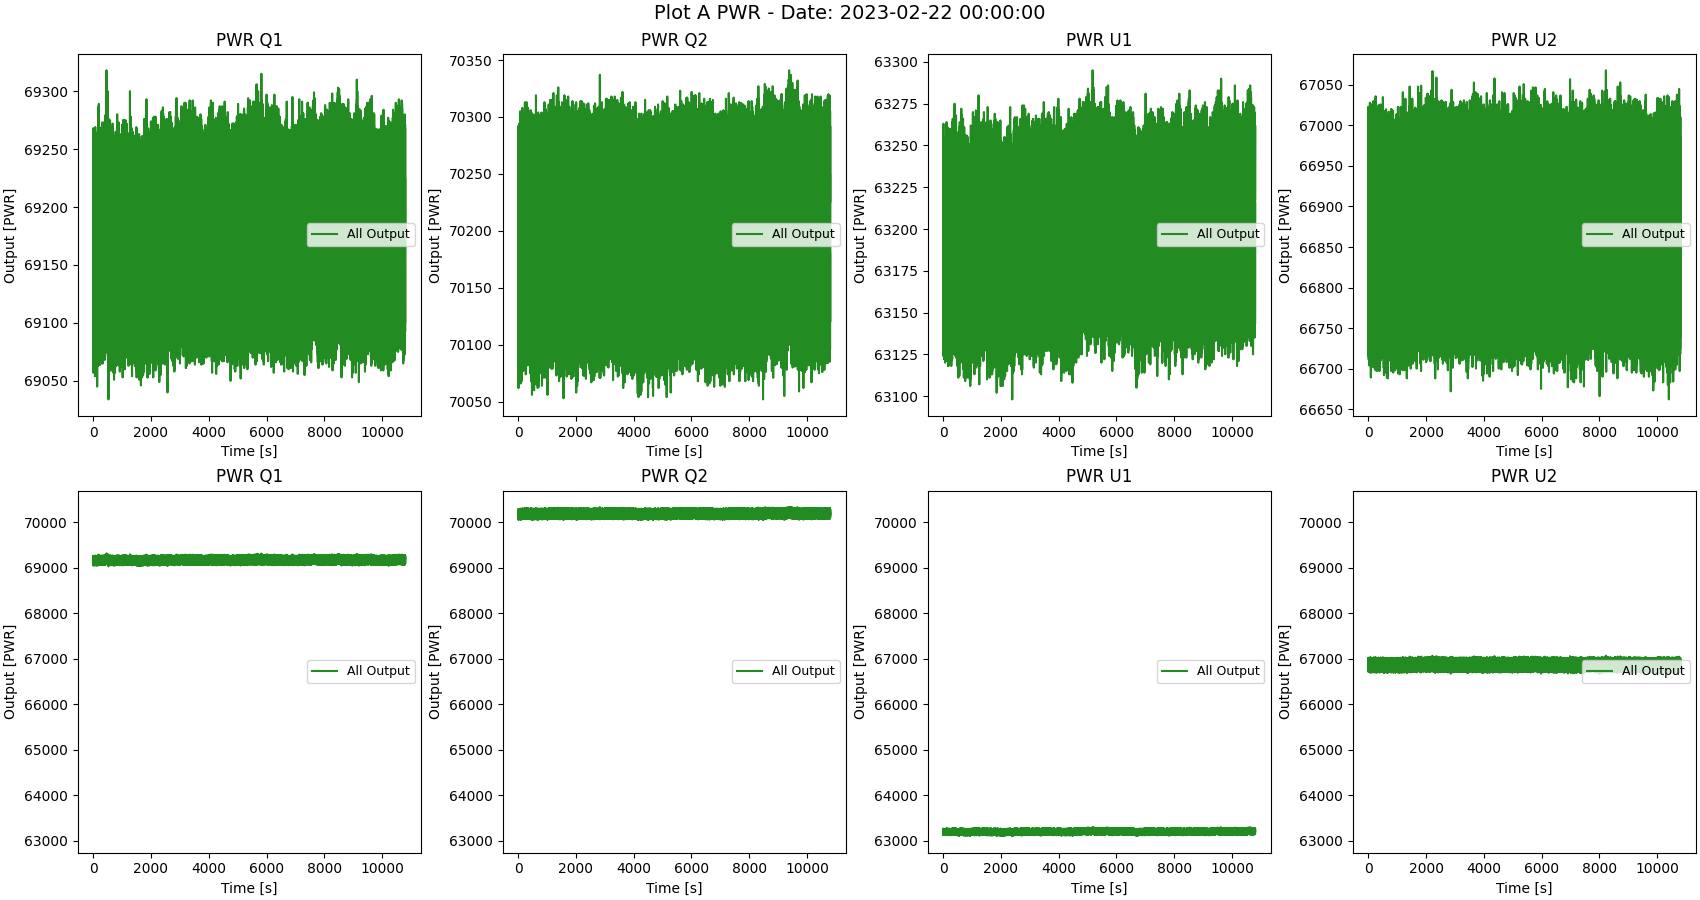 Plot A PWR - Date: 2023-02-22 00:00:00
PWR Q1
Output [PWR]
69300
69250
69200
69150
69100
69050
All Output
0 2000 4000 6000 8000 10000
Time [s]
PWR Q2
Output [PWR]
70350
70300
70250
70200
70150
70100
70050
All Output
0 2000 4000 6000 8000 10000
Time [s]
PWR U1
Output [PWR]
63300
63275
63250
63225
63200
63175
63150
63125
63100
All Output
0 2000 4000 6000 8000 10000
Time [s]
PWR U2
Output [PWR]
67050
67000
66950
66900
66850
66800
66750
66700
66650
All Output
0 2000 4000 6000 8000 10000
Time [s]
PWR Q1
Output [PWR]
70000
69000
68000
67000
66000
65000
64000
63000
All Output
0 2000 4000 6000 8000 10000
Time [s]
PWR Q2
Output [PWR]
70000
69000
68000
67000
66000
65000
64000
63000
All Output
0 2000 4000 6000 8000 10000
Time [s]
PWR U1
Output [PWR]
70000
69000
68000
67000
66000
65000
64000
63000
All Output
0 2000 4000 6000 8000 10000
Time [s]
PWR U2
Output [PWR]
70000
69000
68000
67000
66000
65000
64000
63000
All Output
0 2000 4000 6000 8000 10000
Time [s]